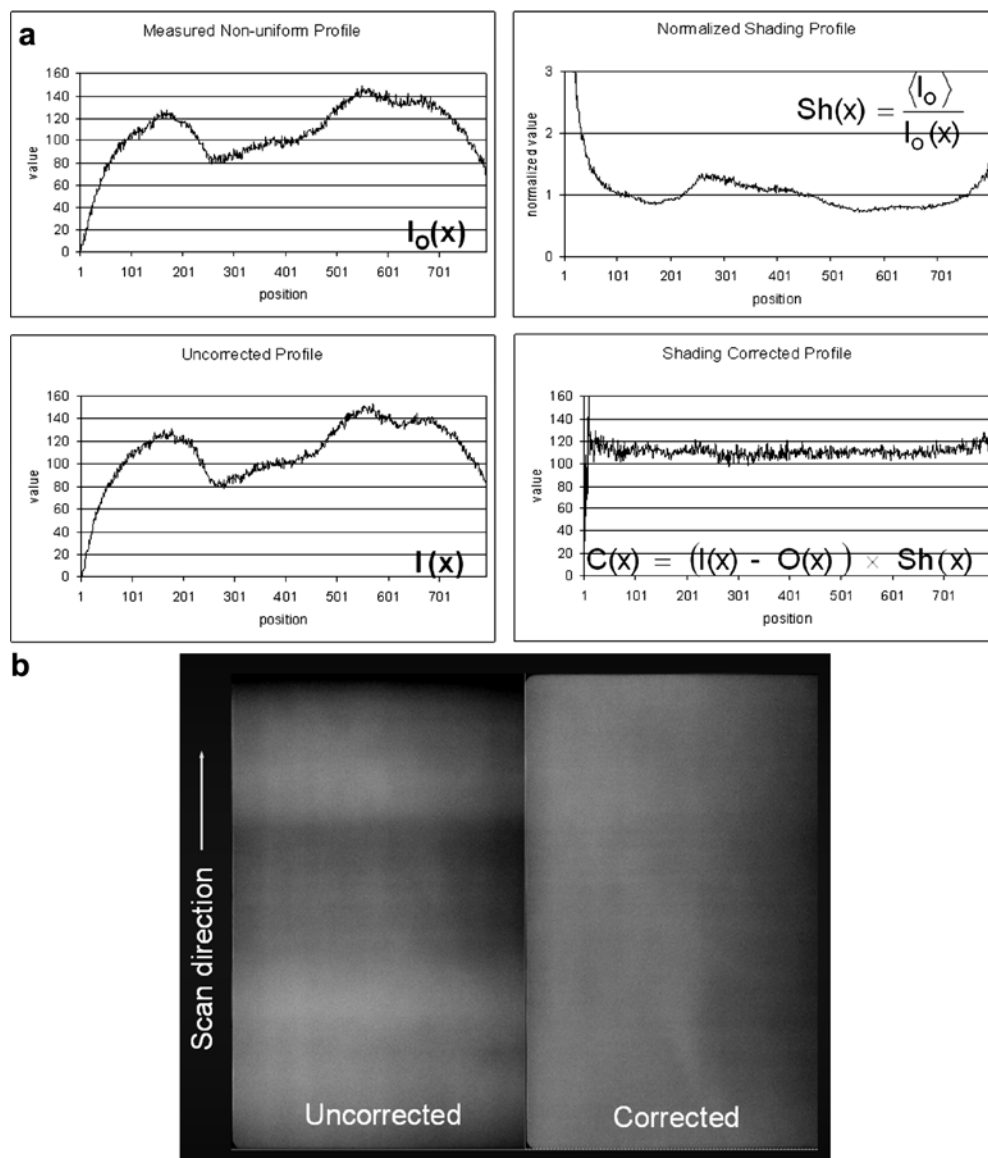 a
Measured Non-uniform Profile
160
140
120
100
80
60
40
20
0
value
1 101 201 301 401 501 601 701
position
I_o(x)
Normalized Shading Profile
3
2
1
0
normalized value
1 101 201 301 401 501 601 701
position
Sh(x) = ⟨I_o⟩ / I_o(x)
Uncorrected Profile
160
140
120
100
80
60
40
20
0
value
1 101 201 301 401 501 601 701
position
I(x)
Shading Corrected Profile
160
140
120
100
80
60
40
20
0
value
C(x) = (I(x) - O(x)) × Sh(x)
1 101 201 301 401 501 601 701
position
b
Scan direction
Uncorrected
Corrected